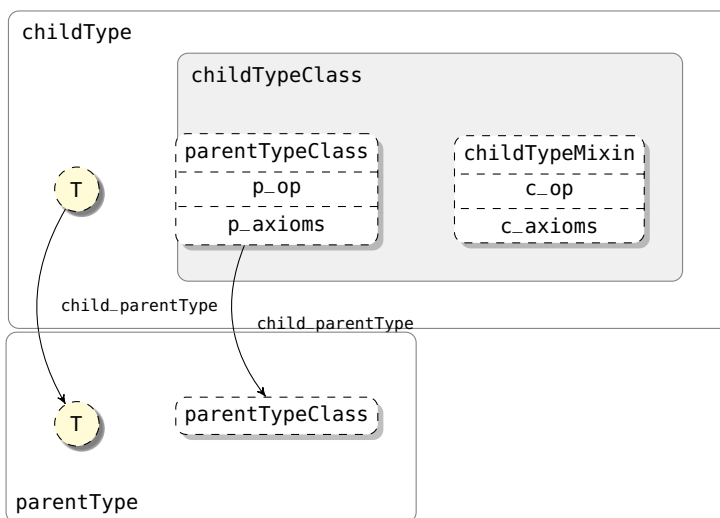 childType
childTypeClass
parentTypeClass
childTypeMixin
T
p_op
c_op
p_axioms
c_axioms
child_parentType
child_parentType
T
parentTypeClass
parentType